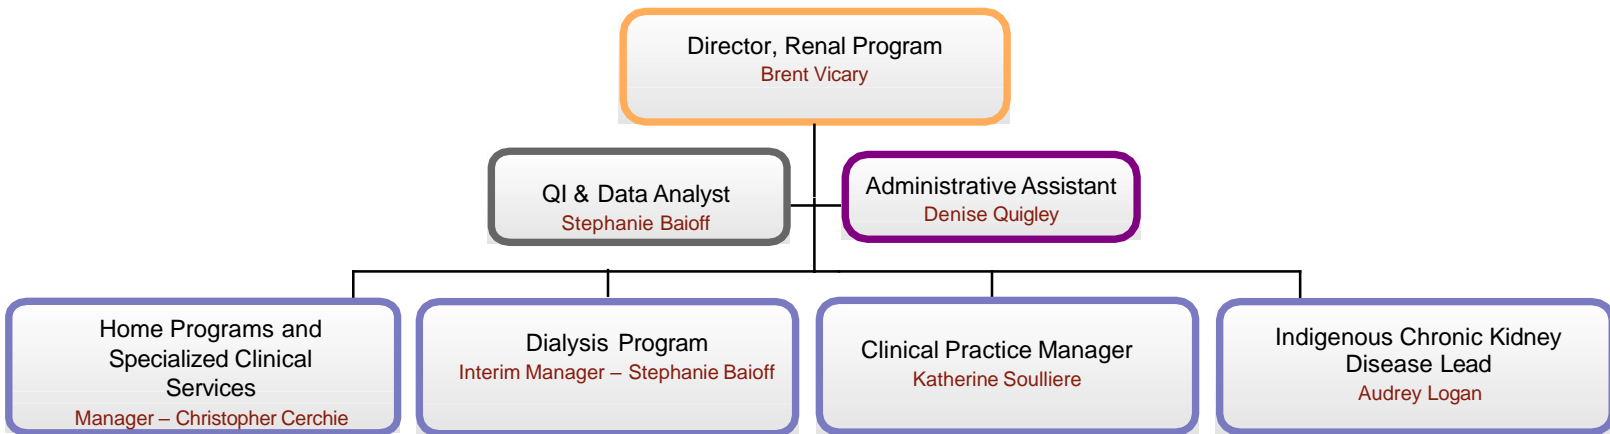 Director, Renal Program
Brent Vicary
QI & Data Analyst
Stephanie Baioff
Administrative Assistant
Denise Quigley
Home Programs and
Specialized Clinical
Services
Manager – Christopher Cerchie
Dialysis Program
Interim Manager – Stephanie Baioff
Clinical Practice Manager
Katherine Soulliere
Indigenous Chronic Kidney
Disease Lead
Audrey Logan